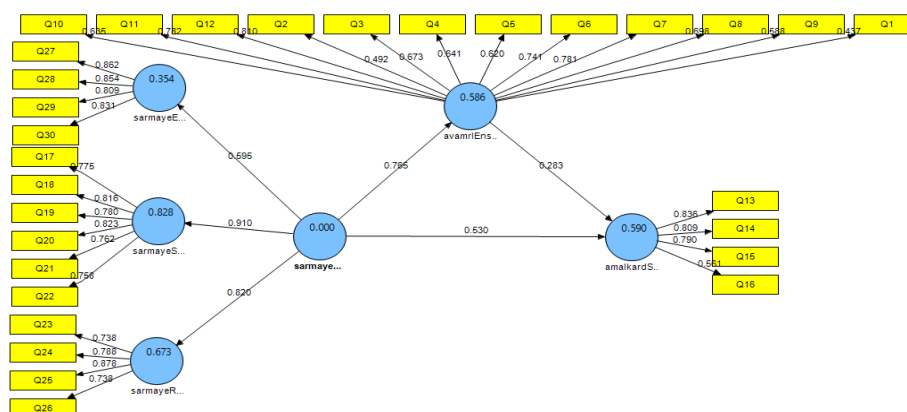 Q10 Q11 Q12 Q2 Q3 Q4 Q5 Q6 Q7 Q8 Q9 Q1
0.635 0.782 0.810 0.492 0.673 0.641 0.620 0.741 0.781 0.698 0.588 0.437
Q27
0.862
Q28
0.854
Q29
0.809
Q30
0.831
0.354
sarmayeE...
0.586
avamrlEns..
Q17
0.775
Q18
0.816
Q19
0.780
Q20
0.823
Q21
0.762
Q22
0.758
0.828
sarmayeS...
0.595
0.765
0.283
0.910
0.000
sarmaye...
0.630
0.820
0.590
amalkardS..
Q13
0.836
Q14
0.809
Q15
0.790
Q16
0.561
Q23
0.738
Q24
0.788
Q25
0.878
Q26
0.738
0.673
sarmayeR...